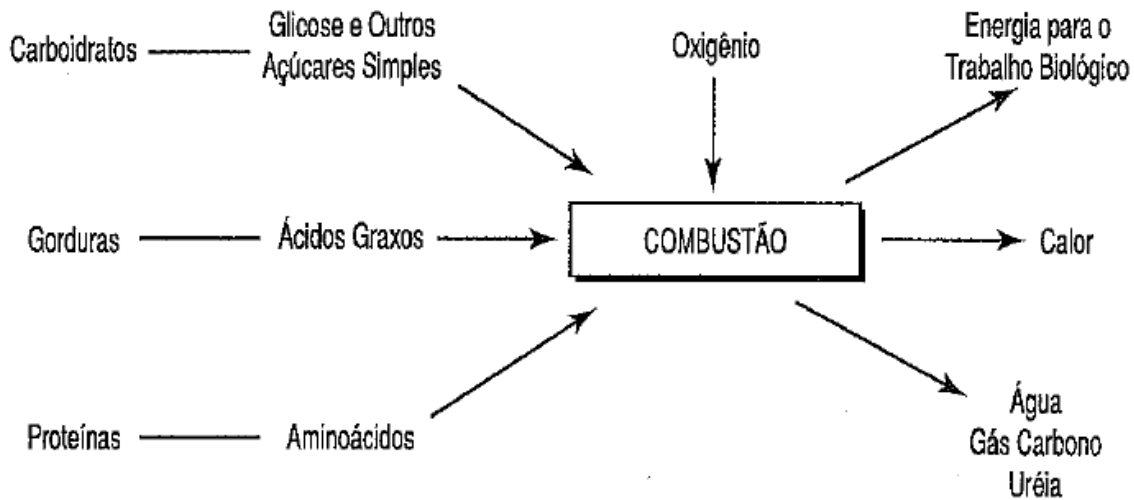 Carboidratos
Glicose e Outros
Açúcares Simples
Oxigênio
Energia para o
Trabalho Biológico
Gorduras
Ácidos Graxos
COMBUSTÃO
Calor
Proteínas
Aminoácidos
Água
Gás Carbono
Uréia